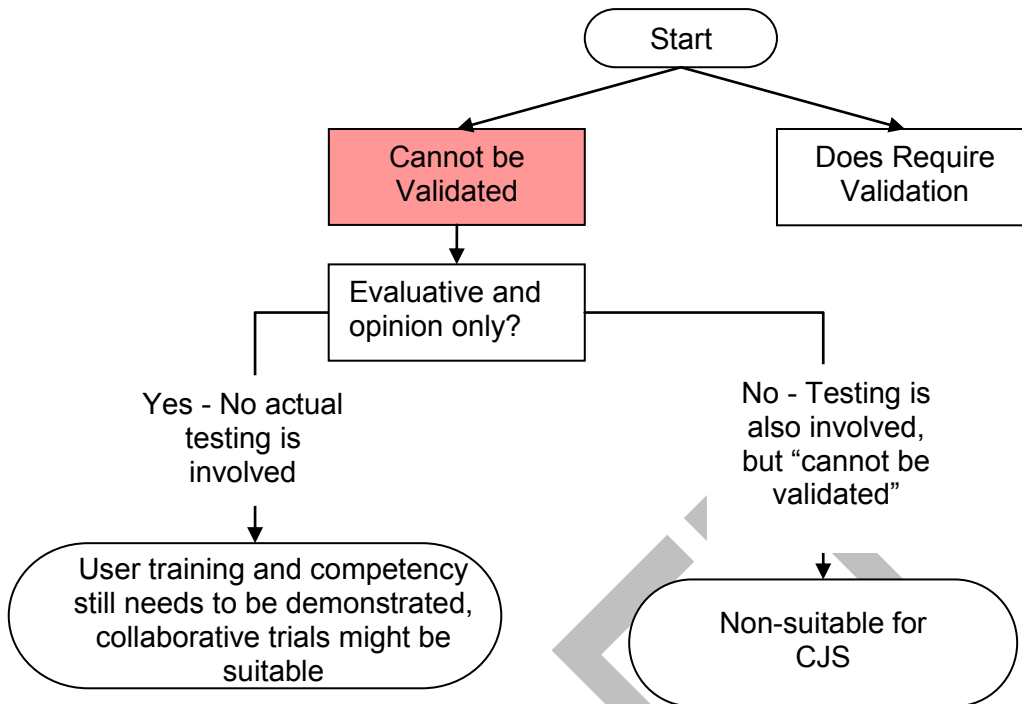 Start
Cannot be
Validated
Does Require
Validation
Evaluative and
opinion only?
Yes - No actual
testing is
involved
No - Testing is
also involved,
but “cannot be
validated”
User training and competency
still needs to be demonstrated,
collaborative trials might be
suitable
Non-suitable for
CJS